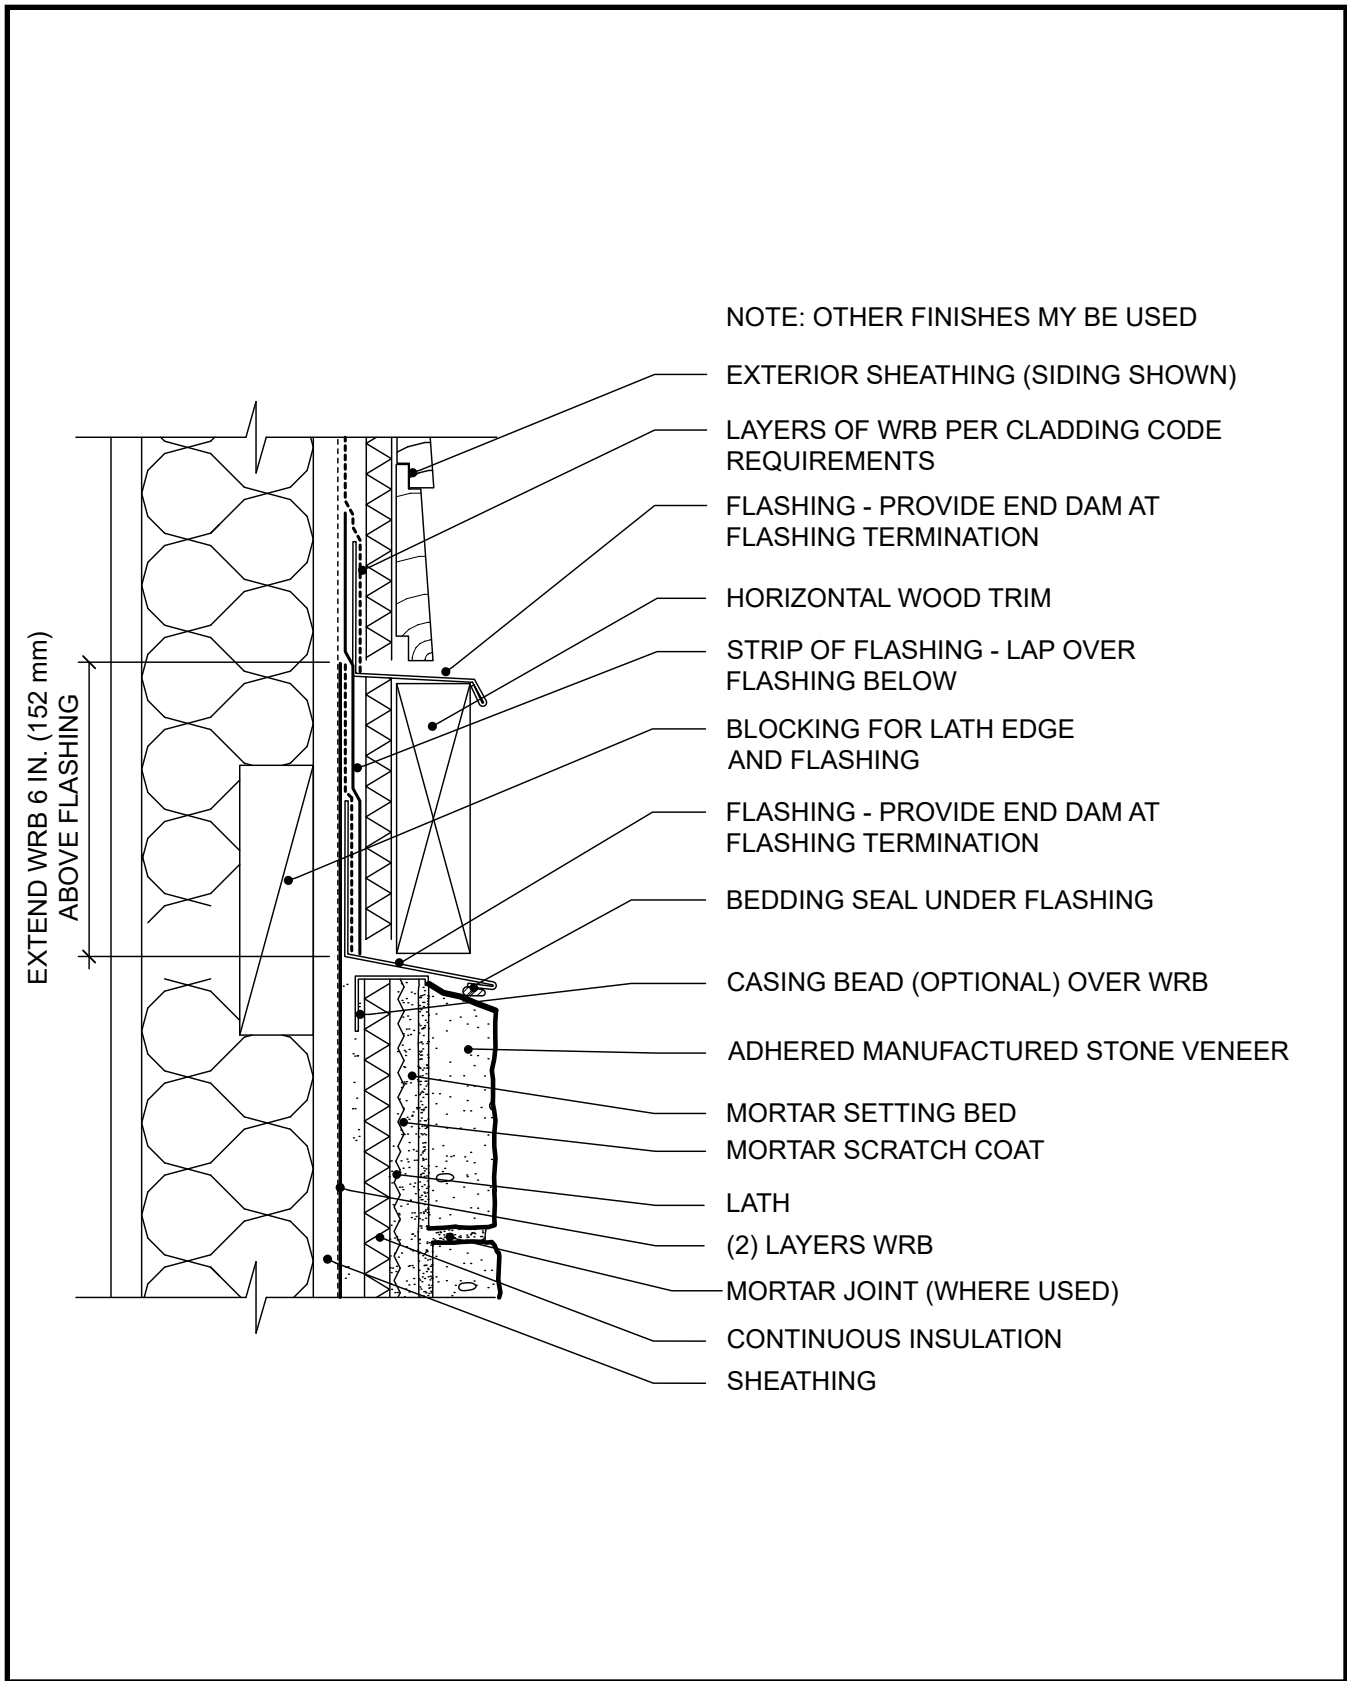 NOTE: OTHER FINISHES MY BE USED
EXTERIOR SHEATHING (SIDING SHOWN)
LAYERS OF WRB PER CLADDING CODE
REQUIREMENTS
FLASHING - PROVIDE END DAM AT
FLASHING TERMINATION
HORIZONTAL WOOD TRIM
STRIP OF FLASHING - LAP OVER
FLASHING BELOW
BLOCKING FOR LATH EDGE
AND FLASHING
FLASHING - PROVIDE END DAM AT
FLASHING TERMINATION
BEDDING SEAL UNDER FLASHING
CASING BEAD (OPTIONAL) OVER WRB
ADHERED MANUFACTURED STONE VENEER
MORTAR SETTING BED
MORTAR SCRATCH COAT
LATH
(2) LAYERS WRB
MORTAR JOINT (WHERE USED)
CONTINUOUS INSULATION
SHEATHING
EXTEND WRB 6 IN. (152 mm)
ABOVE FLASHING